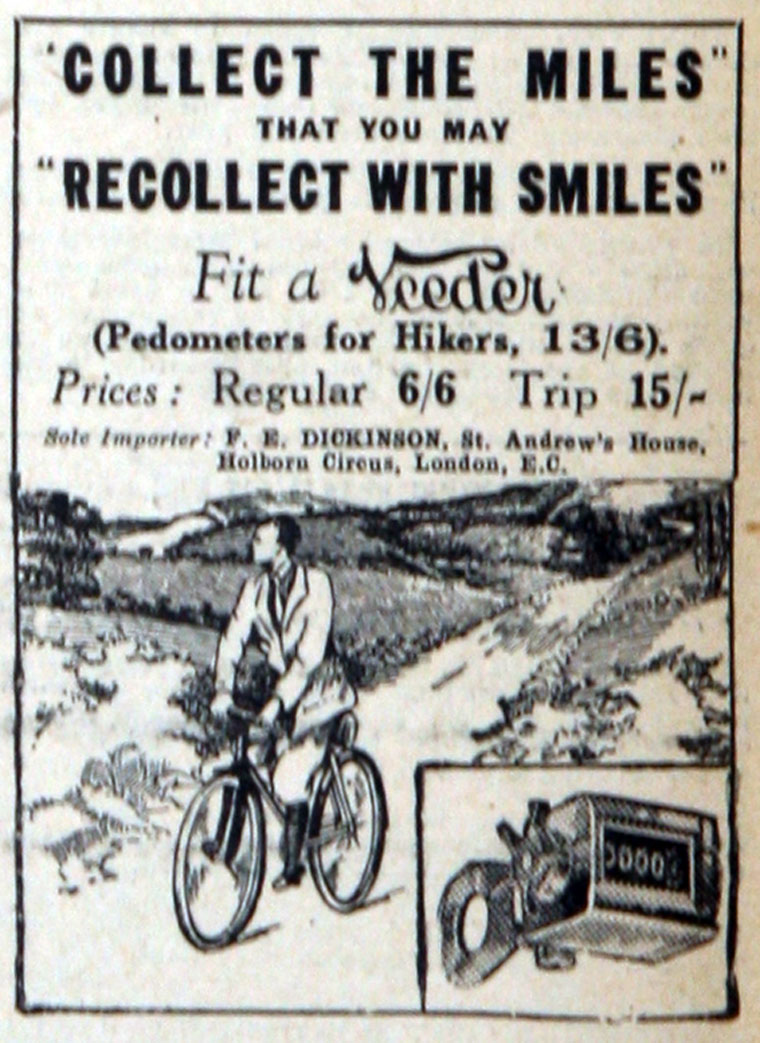 "COLLECT THE MILES"
THAT YOU MAY
"RECOLLECT WITH SMILES"
Fit a Veeder
(Pedometers for Hikers, 13/6).
Prices: Regular 6/6 Trip 15/-
Sole Importer: F. E. DICKINSON, St. Andrew's House,
Holborn Circus, London, E.C.